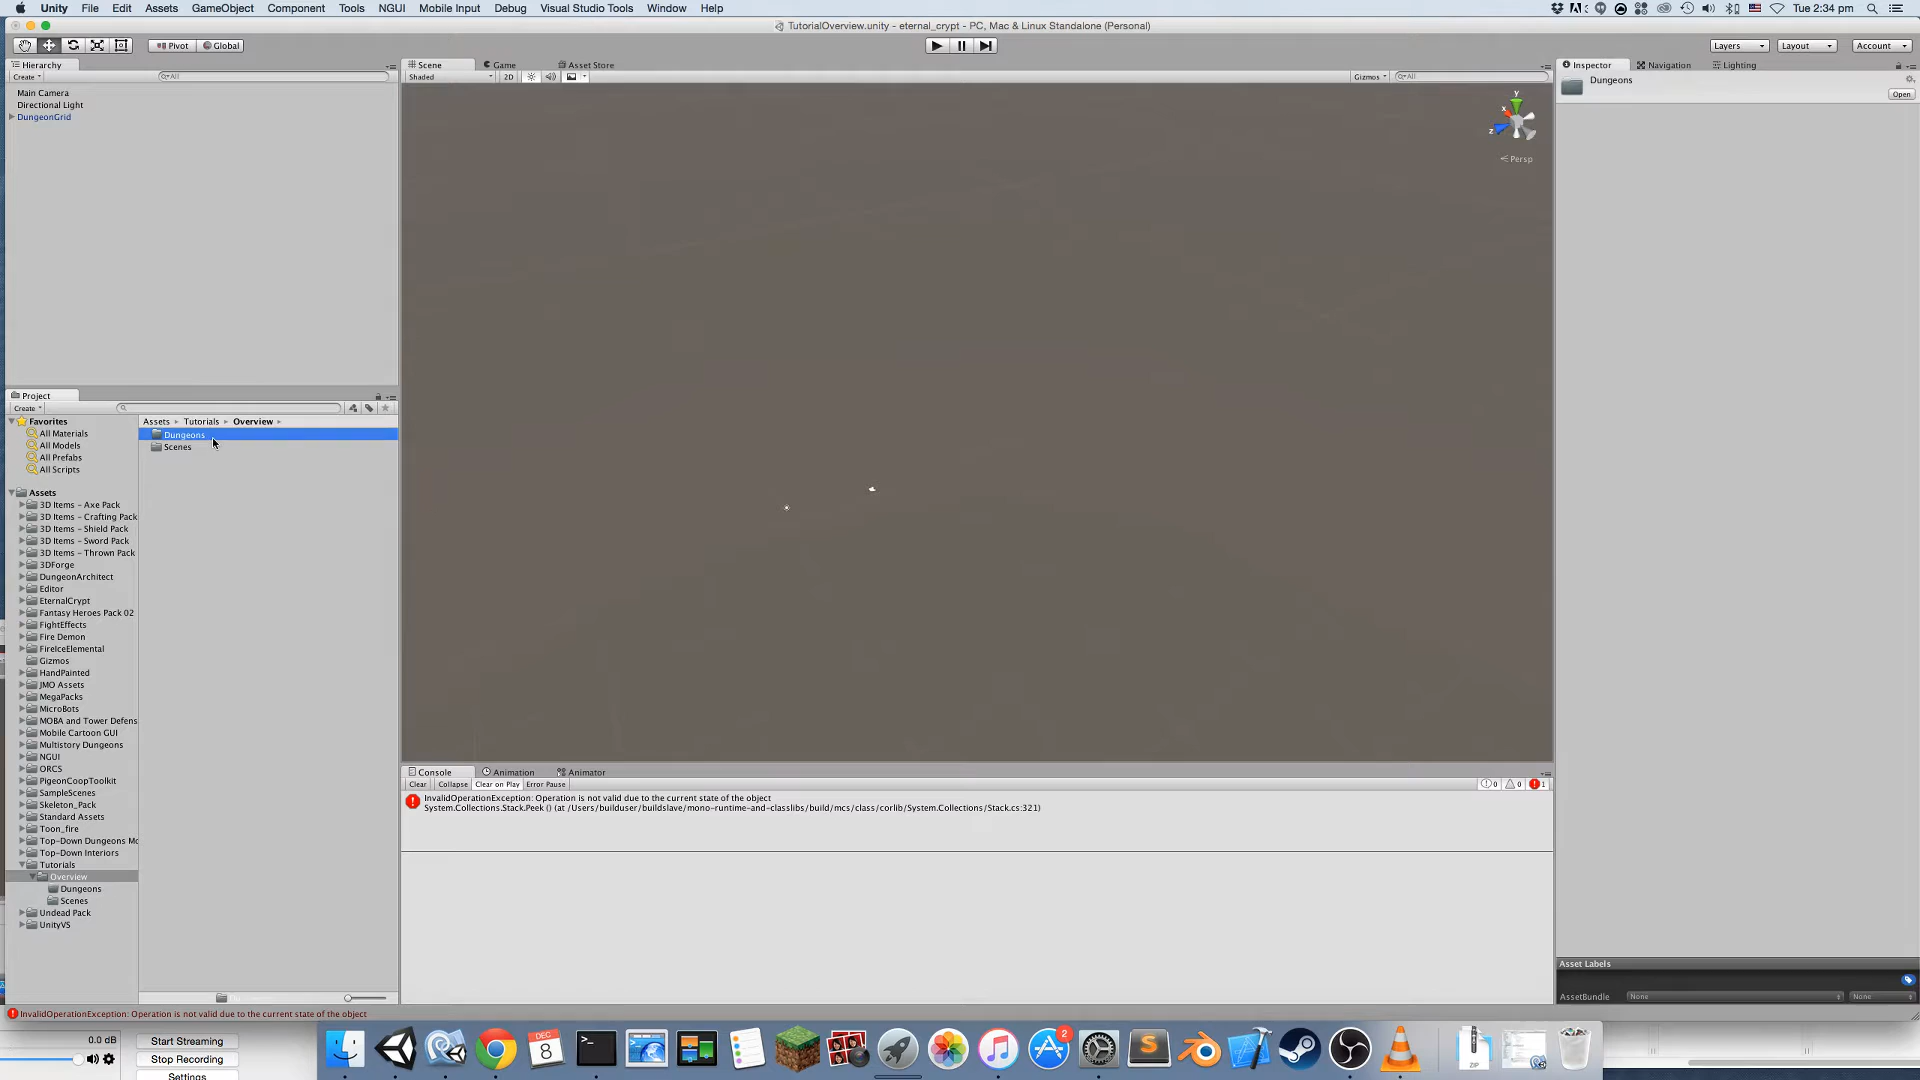 Unity File Edit Assets GameObject Component Tools NGUI Mobile Input Debug Visual Studio Tools Window Help Tue 2:34 pm
TutorialOverview.unity - eternal_crypt - PC, Mac & Linux Standalone (Personal)
Pivot Global Layers Layout Account
Hierarchy
Create All
Main Camera
Directional Light
DungeonGrid
Scene Game Asset Store
Shaded 2D Gizmos All
y
x
z
Persp
Inspector Navigation Lighting
Dungeons
Open
Project
Create
Favorites
All Materials
All Models
All Prefabs
All Scripts
Assets
3D Items - Axe Pack
3D Items - Crafting Pack
3D Items - Shield Pack
3D Items - Sword Pack
3D Items - Thrown Pack
3DForge
DungeonArchitect
Editor
EternalCrypt
Fantasy Heroes Pack 02
FightEffects
Fire Demon
FireIceElemental
Gizmos
HandPainted
JMO Assets
MegaPacks
MicroBots
MOBA and Tower Defens
Mobile Cartoon GUI
Multistory Dungeons
NGUI
ORCS
PigeonCoopToolkit
SampleScenes
Skeleton_Pack
Standard Assets
Toon_fire
Top-Down Dungeons Mo
Top-Down Interiors
Tutorials
Overview
Dungeons
Scenes
Undead Pack
UnityVS
Assets Tutorials Overview
Dungeons
Scenes
Console Animation Animator
Clear Collapse Clear on Play Error Pause 0 0 1
InvalidOperationException: Operation is not valid due to the current state of the object
System.Collections.Stack.Peek () (at /Users/builduser/buildslave/mono-runtime-and-classlibs/build/mcs/class/corlib/System.Collections/Stack.cs:321)
Asset Labels
AssetBundle None None
InvalidOperationException: Operation is not valid due to the current state of the object
0.0 dB
Start Streaming
Stop Recording
Settings
DEC
8
2
S
ZIP